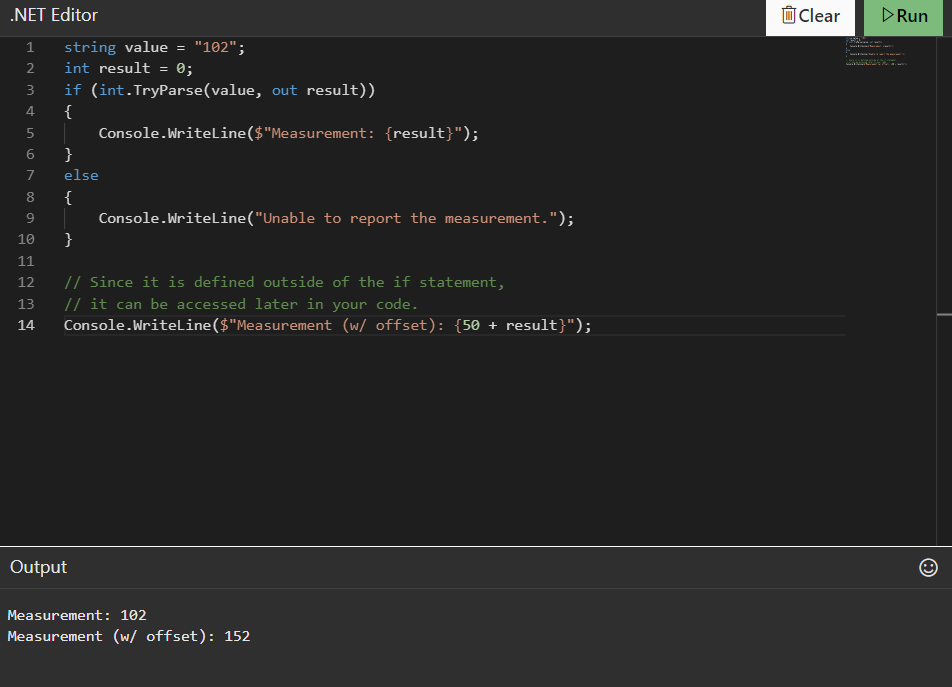 .NET Editor
Clear
Run
1 string value = "102";
2 int result = 0;
3 if (int.TryParse(value, out result))
4 {
5     Console.WriteLine($"Measurement: {result}");
6 }
7 else
8 {
9     Console.WriteLine("Unable to report the measurement.");
10 }
11
12 // Since it is defined outside of the if statement,
13 // it can be accessed later in your code.
14 Console.WriteLine($"Measurement (w/ offset): {50 + result}");
Output
Measurement: 102
Measurement (w/ offset): 152